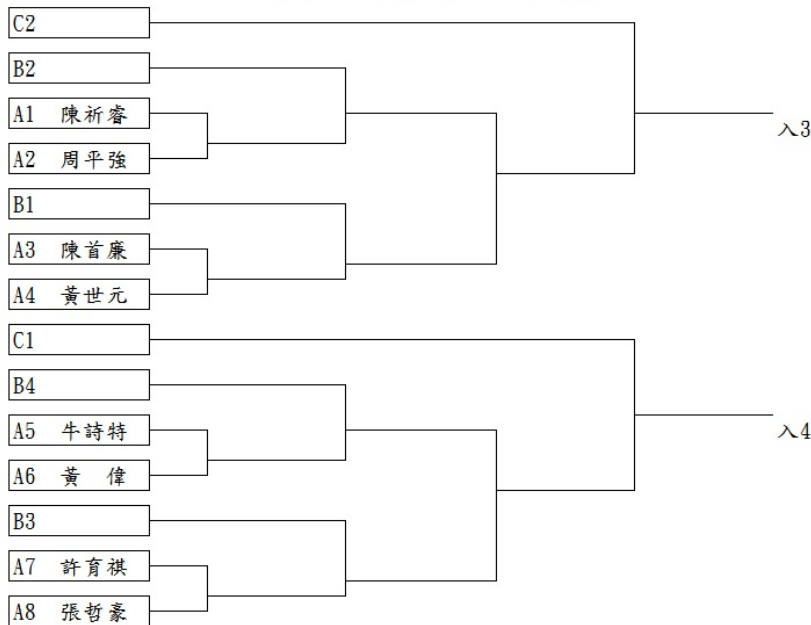 C2
B2
A1 陳祈睿
入3
A2 周平強
B1
A3 陳首廉
A4 黃世元
C1
B4
A5 牛詩特
入4
A6 黃 偉
B3
A7 許育祺
A8 張哲豪